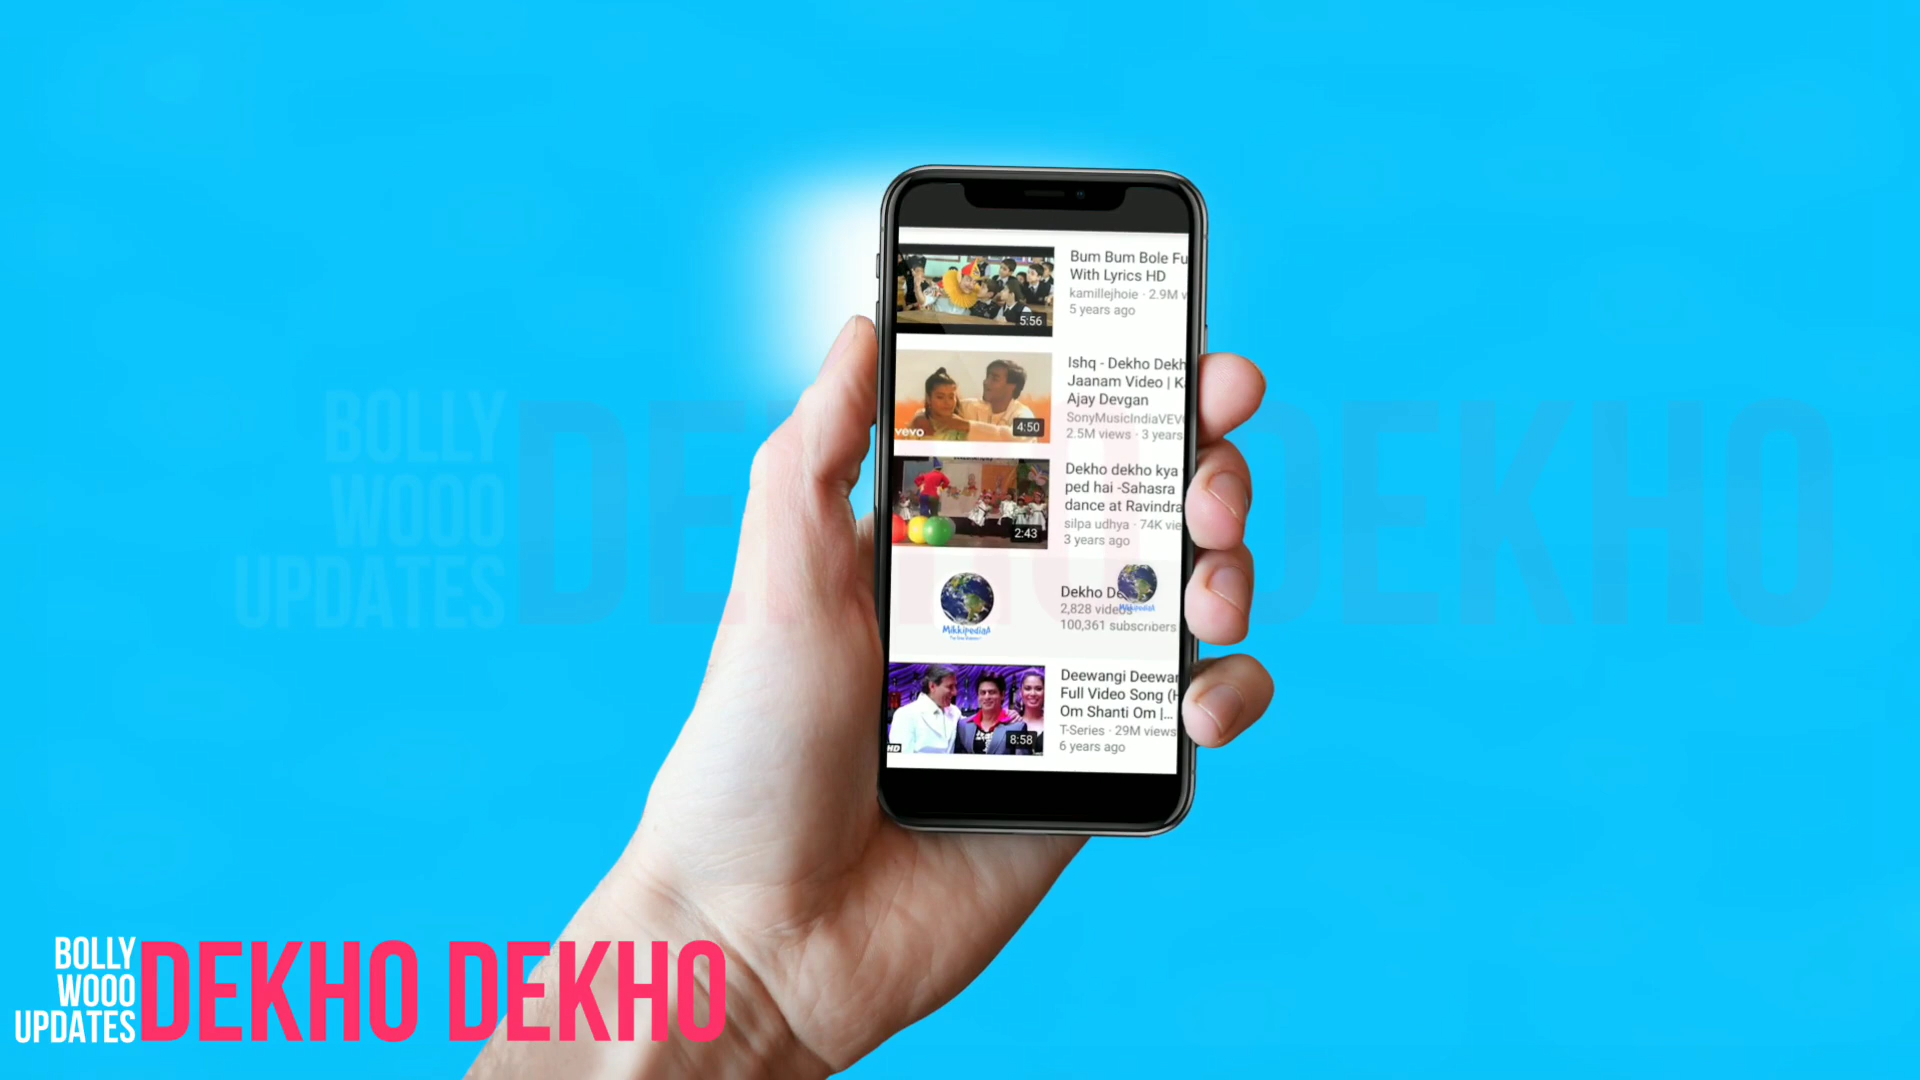 Bum Bum Bole Fu
With Lyrics HD
kamillejhoie · 2.9M v
5 years ago
5:56
Ishq - Dekho Dekh
Jaanam Video | K
Ajay Devgan
SonyMusicIndiaVEV
2.5M views · 3 years
vevo
4:50
Dekho dekho kya
ped hai -Sahasra
dance at Ravindra
silpa udhya · 74K vie
3 years ago
2:43
Dekho De
2,828 videos
100,361 subscribers
MikkipediaA
MikkipediaA
Deewangi Deewan
Full Video Song (H
Om Shanti Om |...
T-Series · 29M views
6 years ago
HD
8:58
BOLLY
WOOO
UPDATES
DEKHO DEKHO
BOLLY
WOOO
UPDATES
DEKHO DEKHO